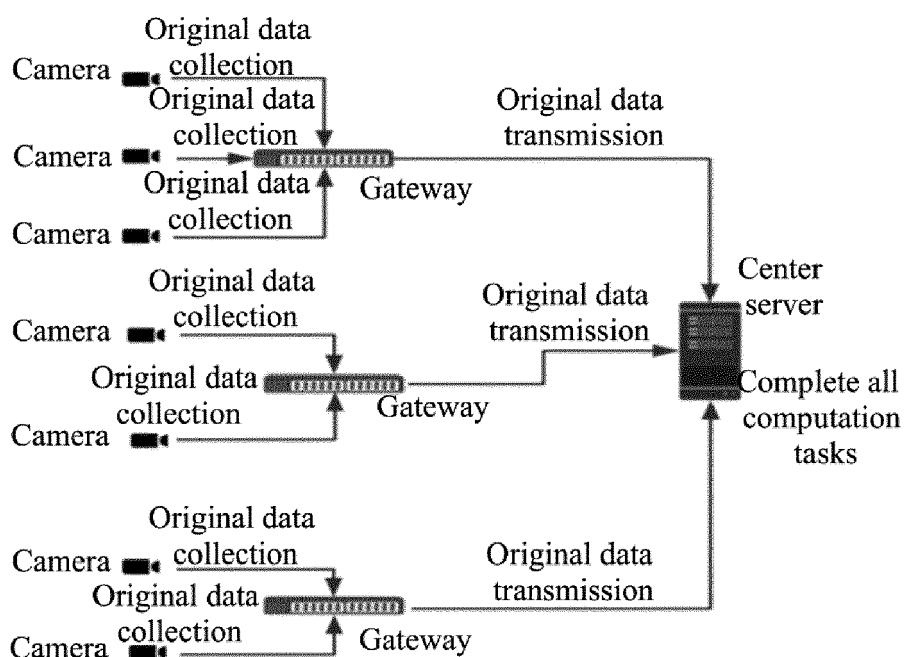 Original data
collection
Camera
Original data
collection
Camera
Original data
collection
Camera
Gateway
Original data
transmission
Original data
collection
Camera
Original data
collection
Camera
Gateway
Original data
transmission
Center
server
Complete all
computation
tasks
Original data
collection
Camera
Original data
collection
Camera
Gateway
Original data
transmission